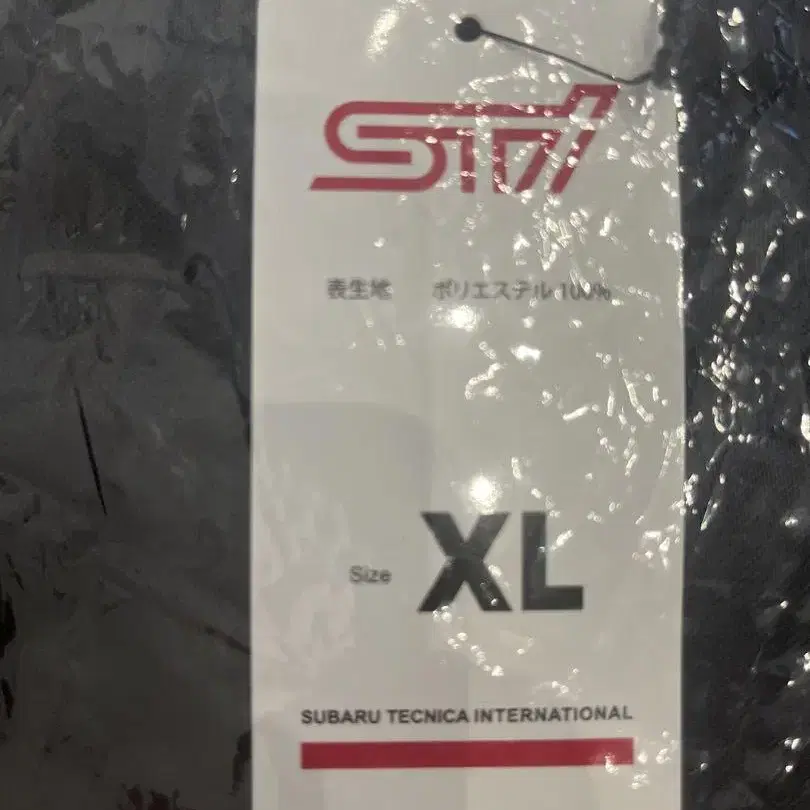 STI
表生地 ポリエステル 100%
Size XL
SUBARU TECNICA INTERNATIONAL